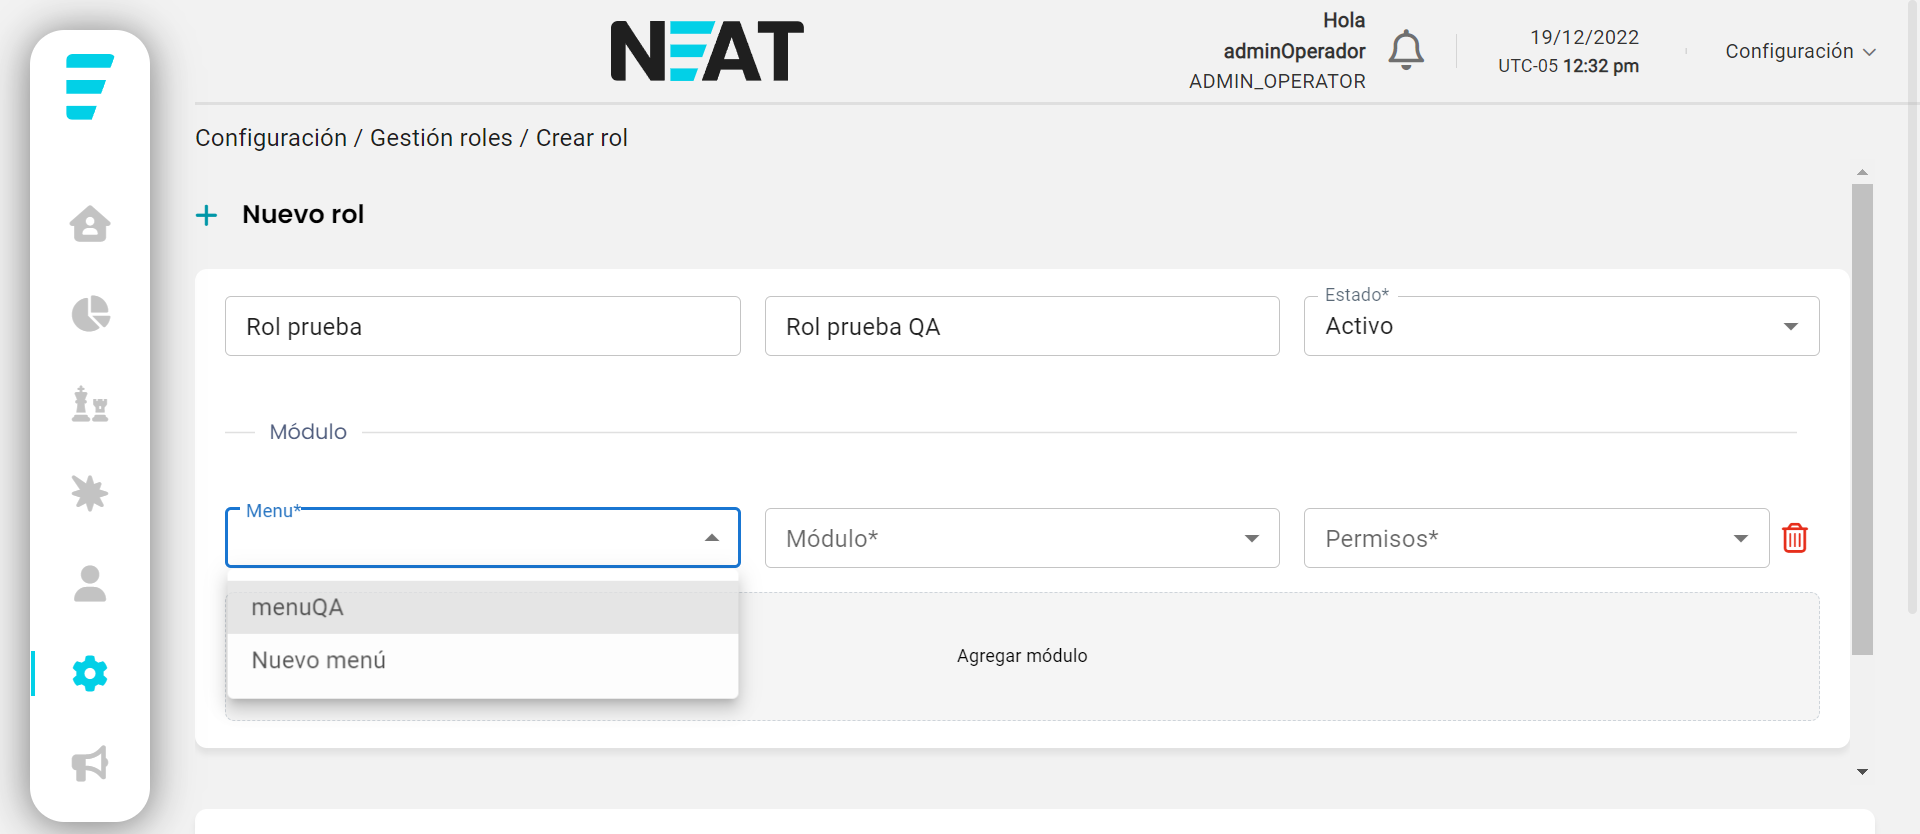 NEAT
Hola
adminOperador
ADMIN_OPERATOR
19/12/2022
UTC-05 12:32 pm
Configuración
Configuración / Gestión roles / Crear rol
Nuevo rol
Rol prueba
Rol prueba QA
Estado*
Activo
Módulo
Menu*
Módulo*
Permisos*
menuQA
Nuevo menú
Agregar módulo